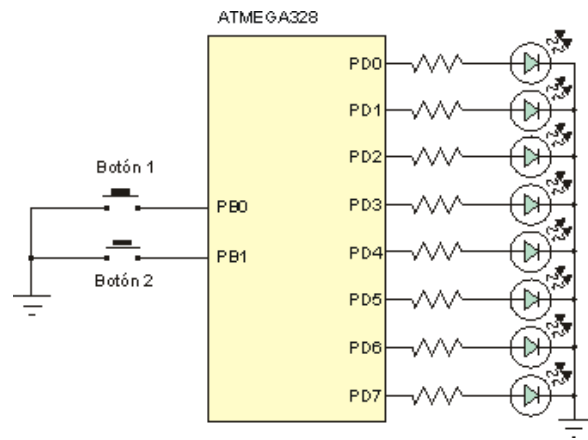 ATMEGA328
PD0
PD1
PD2
PD3
PD4
PD5
PD6
PD7
Botón 1
PB0
PB1
Botón 2